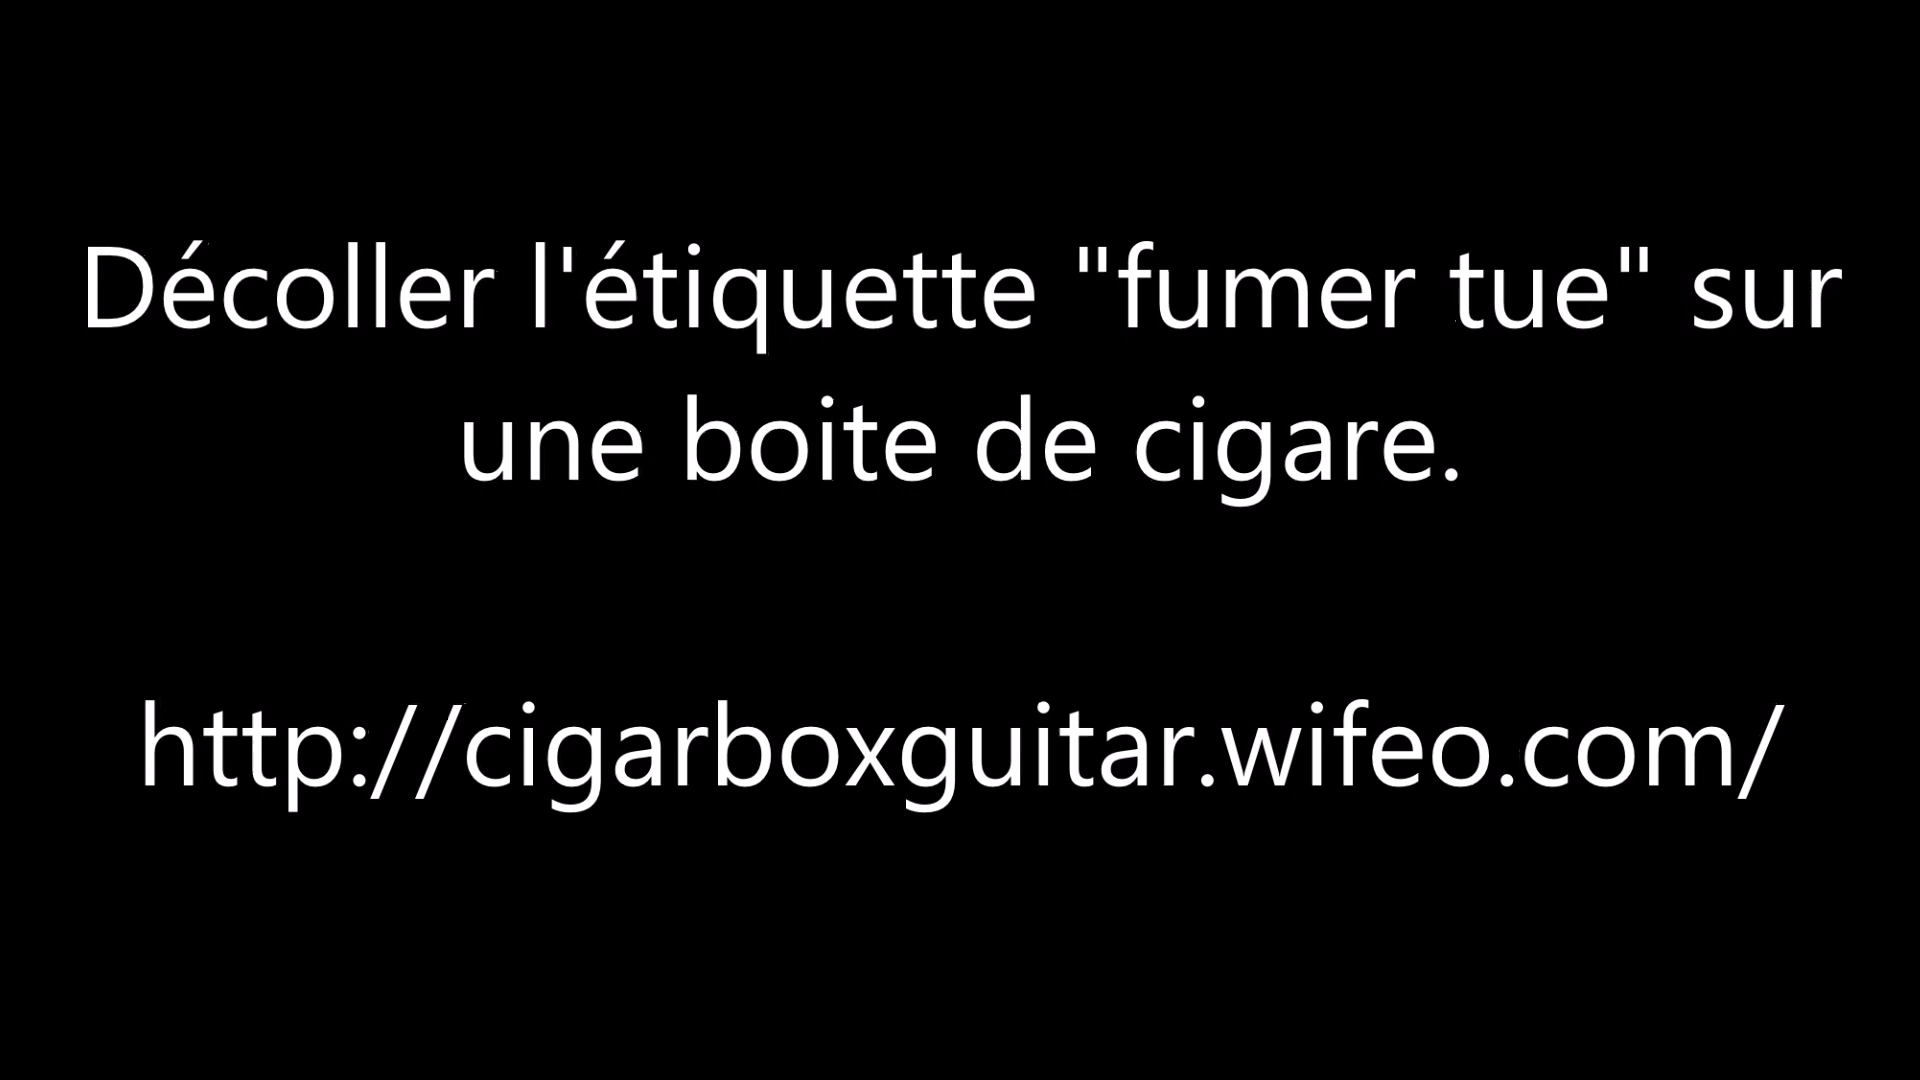 Décoller l'étiquette "fumer tue" sur
une boite de cigare.
http://cigarboxguitar.wifeo.com/